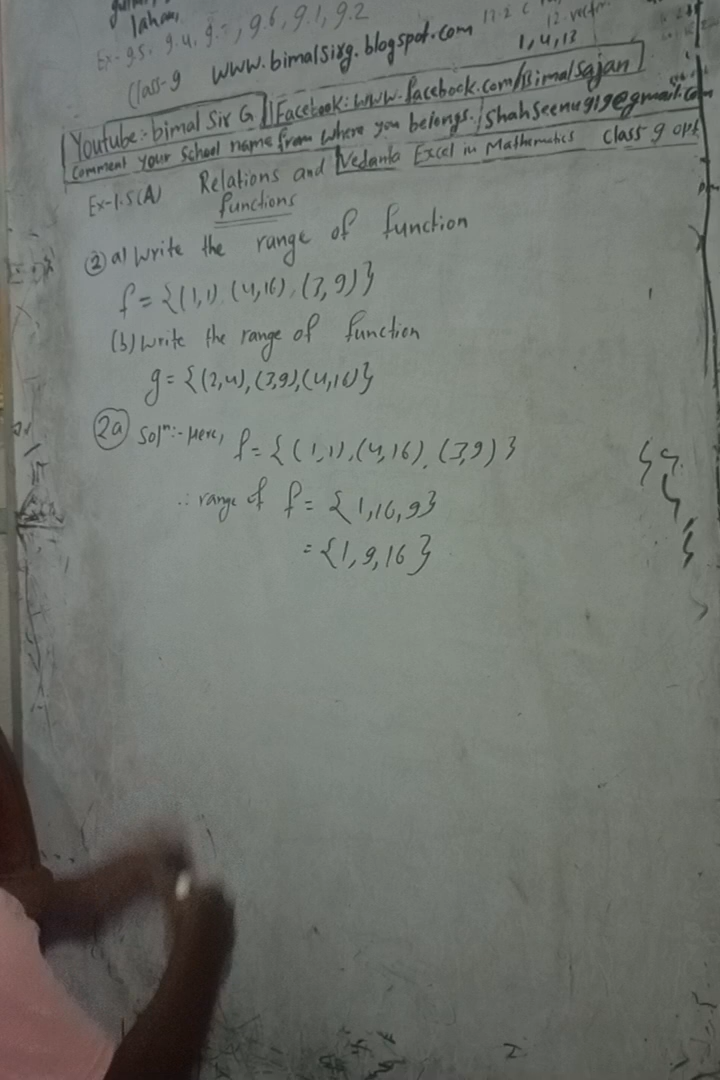 lahan,
Ex- 9.5, 9.4, 9.-, 9.6, 9.1, 9.2
Class-9 www.bimalsirg.blogspot.com
1,4,13
Youtube:- bimal Sir G || Facebook: www.facebook.com/Bimalsajan
Comment your School name from where you belongs. / Shahseenu919@gmail.com
Vedanta Excel in Mathematics Class 9 opt
Ex-1.5(A) Relations and functions
② a) Write the range of function
f = {(1,1), (4,16), (3,9)}
(b) Write the range of function
g = {(2,4), (3,9), (4,16)}
2a Solⁿ:- Here, f = {(1,1), (4,16), (3,9)}
∴ range of f = {1,16,9}
= {1,9,16}